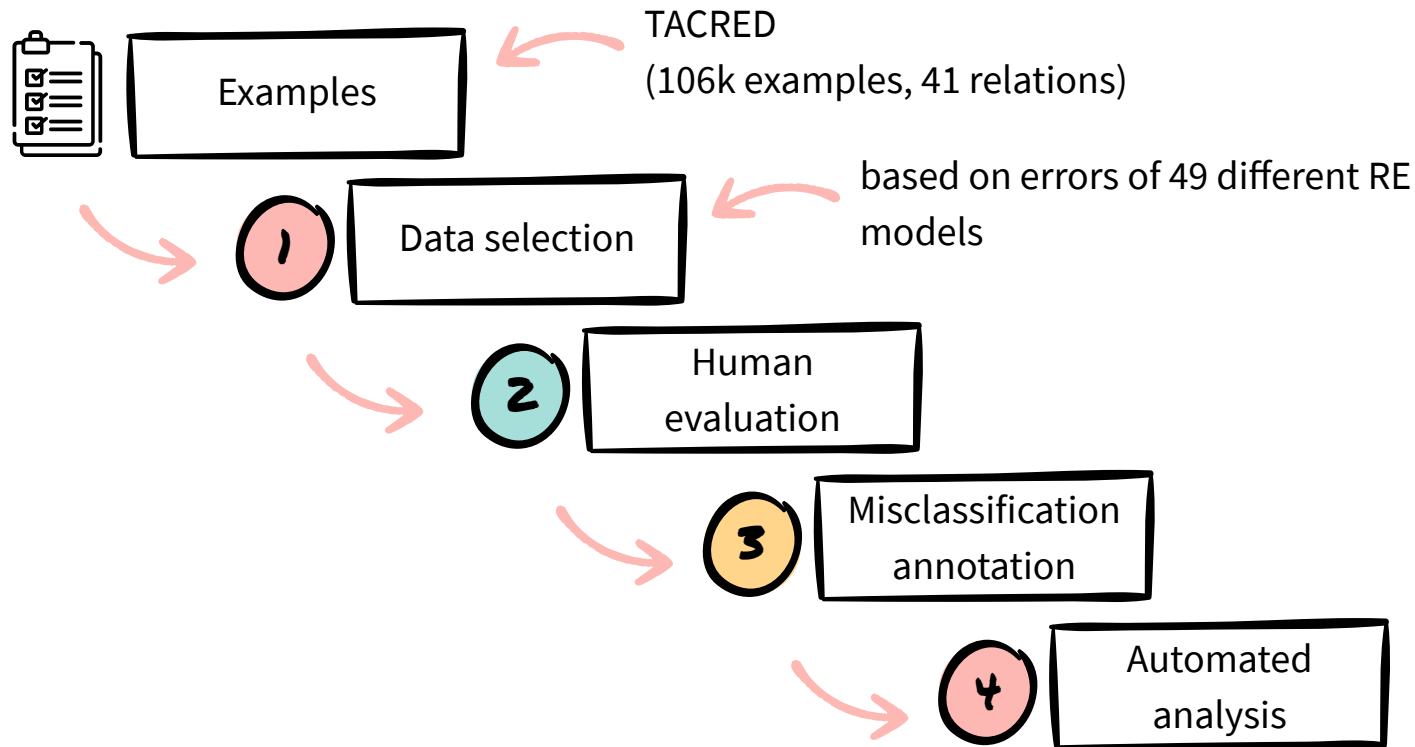 TACRED
(106k examples, 41 relations)
Examples
based on errors of 49 different RE
models
1
Data selection
2
Human
evaluation
3
Misclassification
annotation
4
Automated
analysis